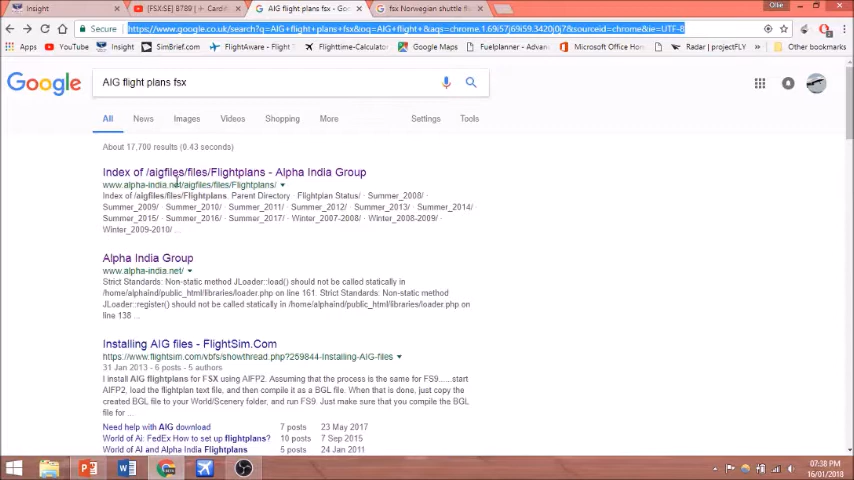 Insight
[FSX:SE] B789 | ✈ Cardif
AIG flight plans fsx - Goo
fsx Norwegian shuttle fl
Ollie
Secure
https://www.google.co.uk/search?q=AIG+flight+plans+fsx&oq=AIG+flight+&aqs=chrome.1.69i57j69i59.3420j0j7&sourceid=chrome&ie=UTF-8
Apps
YouTube
SimBrief.com
FlightAware - Flight
Flighttime-Calculator
Google Maps
Fuelplanner - Avent
Microsoft Office Hom
/ Radar | projectFLY
Other bookmarks
Google
AIG flight plans fsx
All News Images Videos Shopping More Settings Tools
About 17,700 results (0.43 seconds)
Index of /aigfiles/files/Flightplans - Alpha India Group
www.alpha-india.net/aigfiles/files/Flightplans/
Index of /aigfiles/files/Flightplans. Parent Directory · Flightplan Status/ · Summer_2008/ ·
Summer_2009/ · Summer_2010/ · Summer_2011/ · Summer_2012/ · Summer_2013/ · Summer_2014/ ·
Summer_2015/ · Summer_2016/ · Summer_2017/ · Winter_2007-2008/ · Winter_2008-2009/ ·
Winter_2009-2010/ ...
Alpha India Group
www.alpha-india.net/
Strict Standards: Non-static method JLoader::load() should not be called statically in
/home/alphaind/public_html/libraries/loader.php on line 161. Strict Standards: Non-static method
JLoader::register() should not be called statically in /home/alphaind/public_html/libraries/loader.php on line
138 ...
Installing AIG files - FlightSim.Com
https://www.flightsim.com/vbfs/showthread.php?259844-Installing-AIG-files
31 Jan 2013 - 6 posts - 5 authors
I install AIG flightplans for FSX using AIFP2. Assuming that the process is the same for FS9..... start
AIFP2, load the flightplan text file, and then compile it as a BGL file. When that is done, just copy the
created BGL file to your World/Scenery folder, and run FS9. Just make sure that you compile the BGL
file for ...
Need help with AIG download 7 posts 23 May 2017
World of Ai: FedEx How to set up flightplans? 10 posts 7 Sep 2015
World of AI and Alpha India Flightplans 5 posts 24 Jan 2011
07:38 PM
16/01/2018